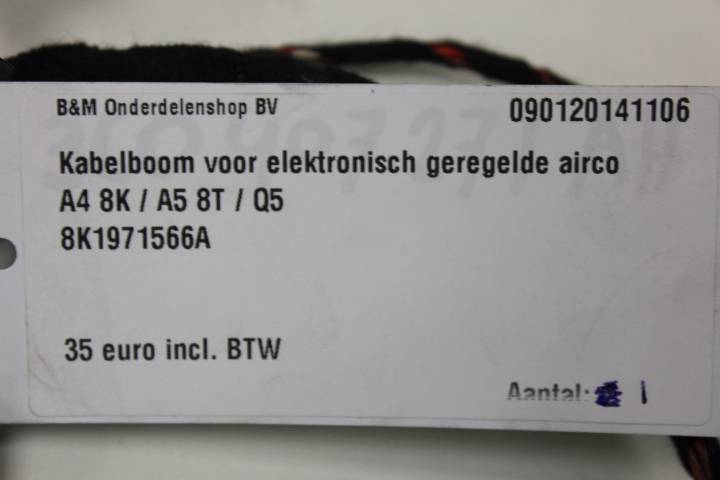 B&M Onderdelenshop BV 090120141106
Kabelboom voor elektronisch geregelde airco
A4 8K / A5 8T / Q5
8K1971566A
35 euro incl. BTW
Aantal: 1